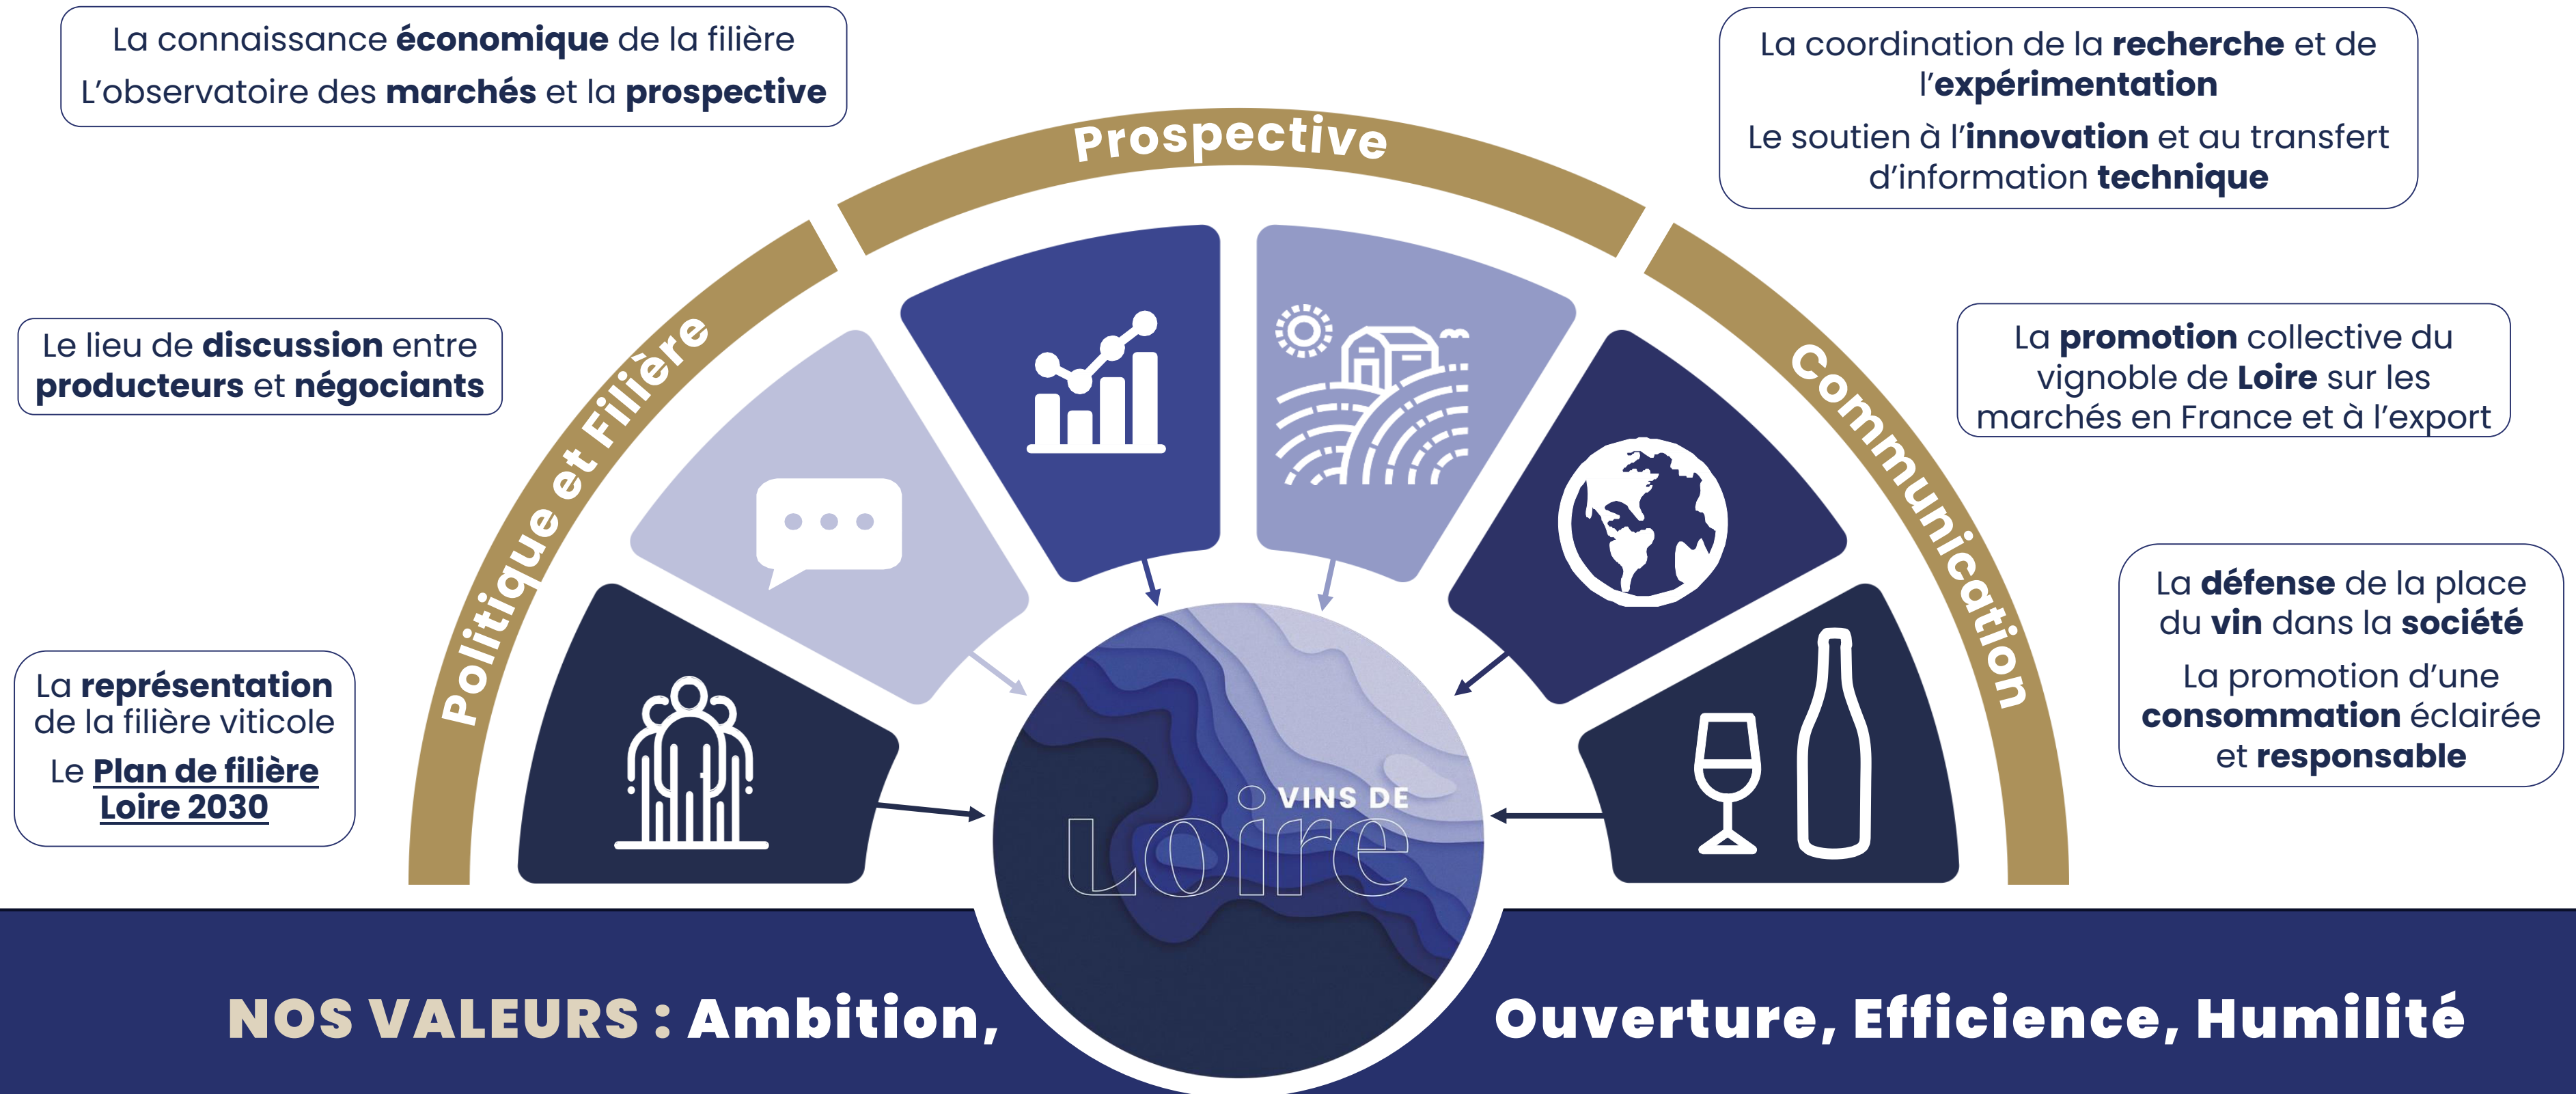 La connaissance économique de la filière
L’observatoire des marchés et la prospective
La coordination de la recherche et de
l’expérimentation
Le soutien à l’innovation et au transfert
d’information technique
Prospective
Le lieu de discussion entre
producteurs et négociants
Politique et Filière
Communication
La promotion collective du
vignoble de Loire sur les
marchés en France et à l’export
La représentation
de la filière viticole
Le Plan de filière
Loire 2030
La défense de la place
du vin dans la société
La promotion d’une
consommation éclairée
et responsable
VINS DE
Loire
NOS VALEURS : Ambition, Ouverture, Efficience, Humilité